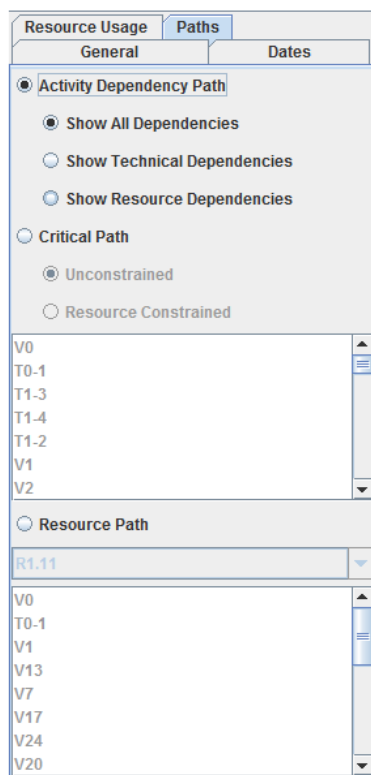 Resource Usage Paths
General Dates
Activity Dependency Path
Show All Dependencies
Show Technical Dependencies
Show Resource Dependencies
Critical Path
Unconstrained
Resource Constrained
V0
T0-1
T1-3
T1-4
T1-2
V1
V2
Resource Path
R1.11
V0
T0-1
V1
V13
V7
V17
V24
V20